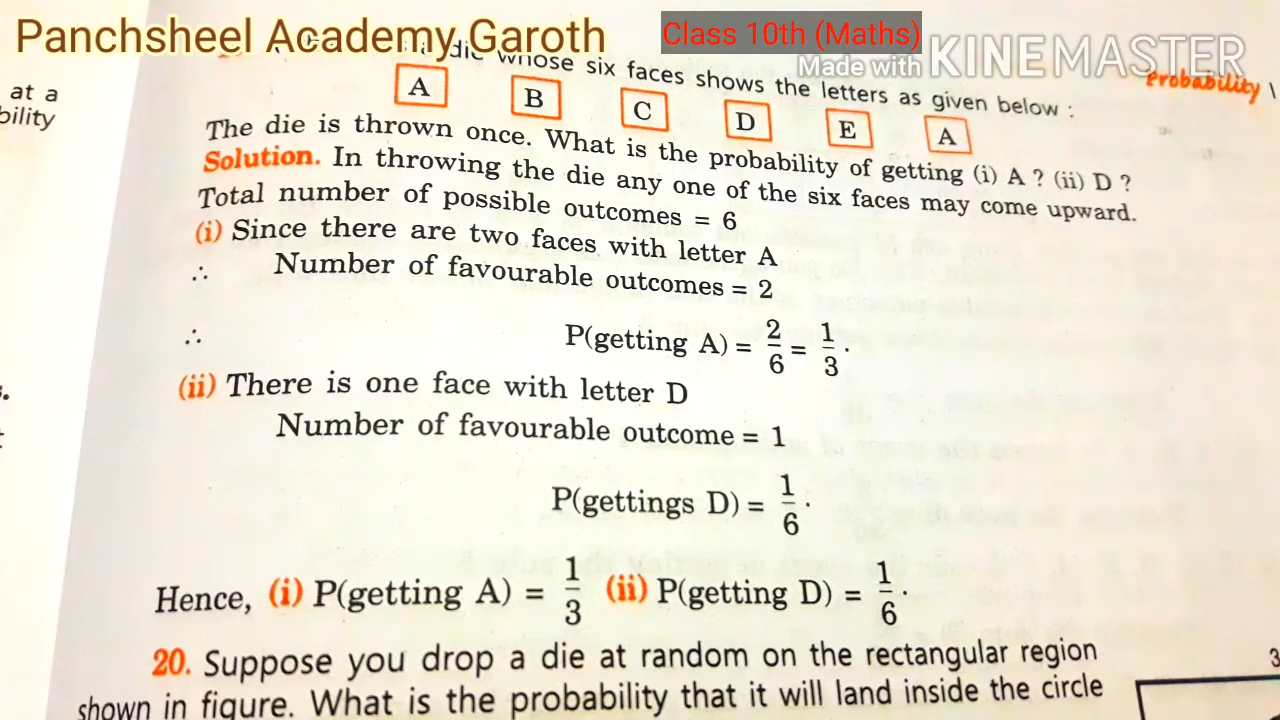 Panchsheel Academy Garoth
Class 10th (Maths)
Made with KINEMASTER
Probability
at a
bility
die whose six faces shows the letters as given below :
A B C D E A
The die is thrown once. What is the probability of getting (i) A ? (ii) D ?
Solution. In throwing the die any one of the six faces may come upward.
Total number of possible outcomes = 6
(i) Since there are two faces with letter A
∴ Number of favourable outcomes = 2
∴ P(getting A) = 2/6 = 1/3.
(ii) There is one face with letter D
Number of favourable outcome = 1
P(gettings D) = 1/6.
Hence, (i) P(getting A) = 1/3 (ii) P(getting D) = 1/6.
20. Suppose you drop a die at random on the rectangular region
shown in figure. What is the probability that it will land inside the circle
3